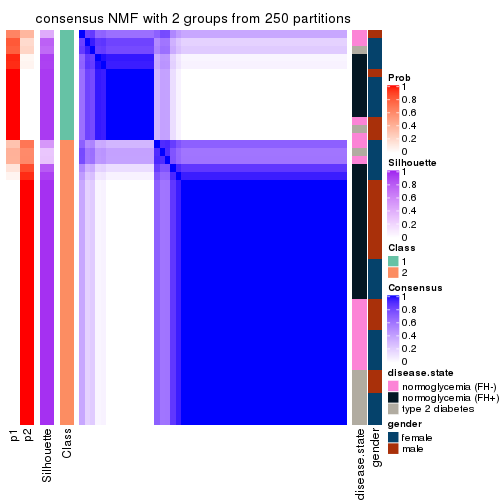 consensus NMF with 2 groups from 250 partitions
Prob
1
0.8
0.6
0.4
0.2
0
Silhouette
1
0.8
0.6
0.4
0.2
0
Class
1
2
Consensus
1
0.8
0.6
0.4
0.2
0
disease.state
normoglycemia (FH-)
normoglycemia (FH+)
type 2 diabetes
gender
female
male
p1
p2
Silhouette
Class
disease.state
gender